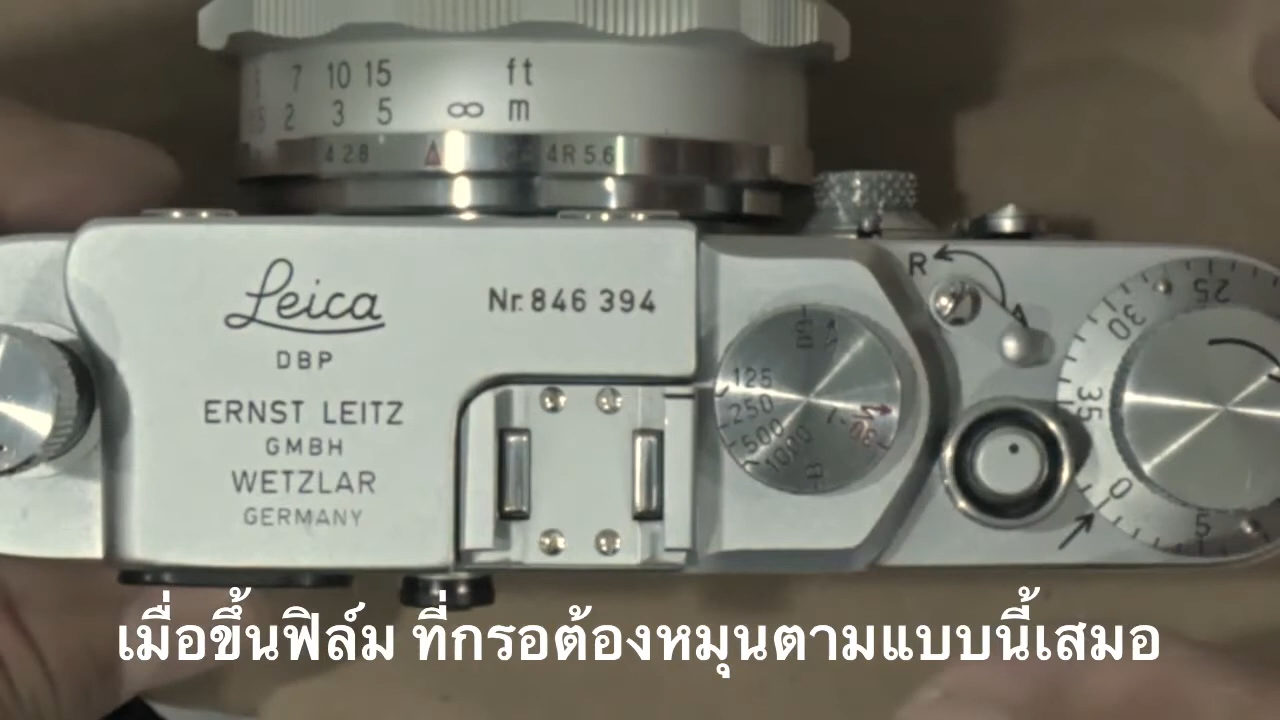 7 10 15 ft
2 3 5 ∞ m
4 2.8 4 R 5.6
Leica
Nr. 846 394
DBP
ERNST LEITZ
GMBH
WETZLAR
GERMANY
125
250
500
1000
B
R
A
25
30
35
0
5
เมื่อขึ้นฟิล์ม ที่กรอต้องหมุนตามแบบนี้เสมอ